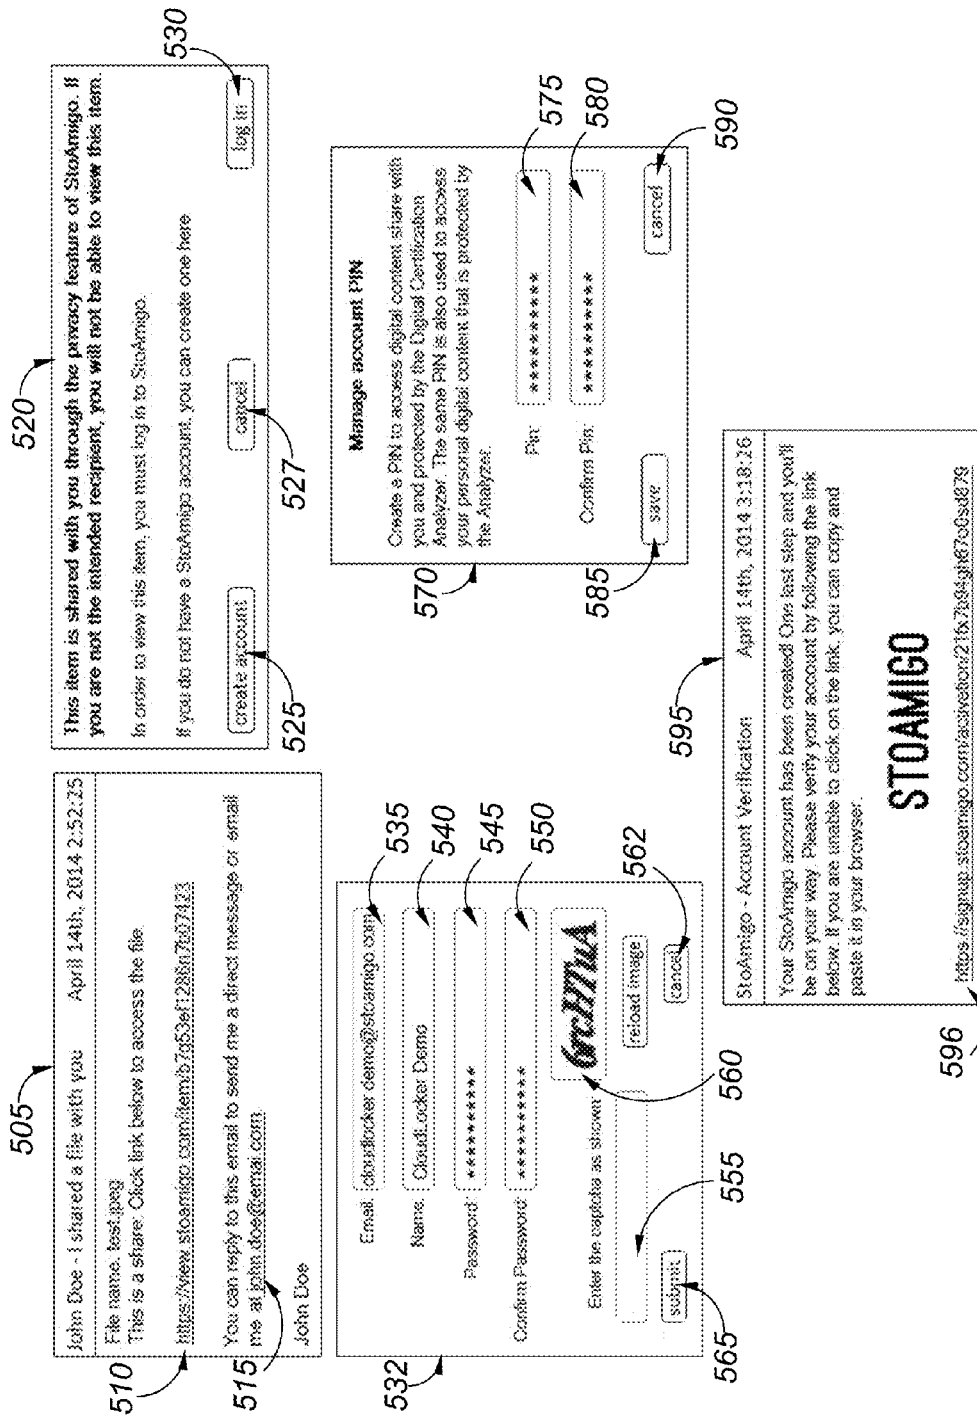 505
John Doe - I shared a file with you April 14th, 2014 2:52:25
File name: test.jpeg
This is a share: Click link below to access the file.
510
You can reply to this email to send me a direct message or email
me at john.doe@emai.com
515
John Doe
520
This item is shared with you through the privacy feature of StoAmigo. If
you are not the intended recipient, you will not be able to view this item.
In order to view this item, you must log in to StoAmigo.
If you do not have a StoAmigo account, you can create one here
create account cancel log in
525 527 530
532
Email: cloudlocker.demo@stoamigo.com 535
Name: CloudLocker Demo 540
Password: ********** 545
Confirm Password: ********** 550
Enter the captcha as shown 6rcHTuA
555 560
reload image
submit cancel
565 562
570
Manage account PIN
Create a PIN to access digital content share with
you and protected by the Digital Certification
Analyzer. The same PIN is also used to access
your personal digital content that is protected by
the Analyzer.
Pin: ********** 575
Confirm Pin: ********** 580
save cancel
585 590
595
StoAmigo - Account Verification April 14th, 2014 3:18:26
Your StoAmigo account has been created! One last step and you'll
be on your way. Please verify your account by following the link
below. If you are unable to click on the link, you can copy and
paste it in your browser.
STOAMIGO
596